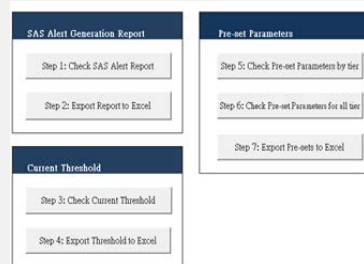 SAS Alert Generation Report
Step 1: Check SAS Alert Report
Step 2: Export Report to Excel
Current Threshold
Step 3: Check Current Threshold
Step 4: Export Threshold to Excel
Pre-set Parameters
Step 5: Check Pre-set Parameters by tier
Step 6: Check Pre-set Parameters for all tier
Step 7: Export Pre-sets to Excel